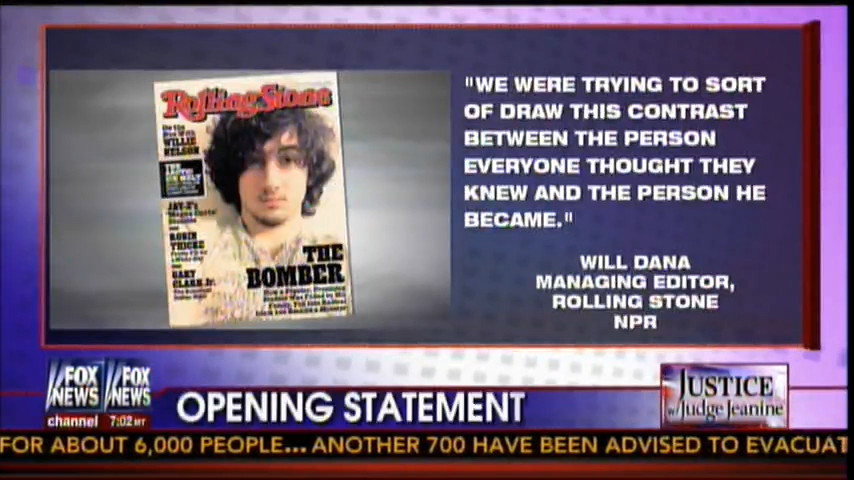 RollingStone
WILLIE
NELSON
JAY-Z's
ROBIN
THICKE
GARY
CLARK Jr.
THE
BOMBER
"WE WERE TRYING TO SORT
OF DRAW THIS CONTRAST
BETWEEN THE PERSON
EVERYONE THOUGHT THEY
KNEW AND THE PERSON HE
BECAME."
WILL DANA
MANAGING EDITOR,
ROLLING STONE
NPR
FOX NEWS channel
FOX NEWS 7:02 MT
OPENING STATEMENT
JUSTICE
w/Judge Jeanine
FOR ABOUT 6,000 PEOPLE... ANOTHER 700 HAVE BEEN ADVISED TO EVACUAT